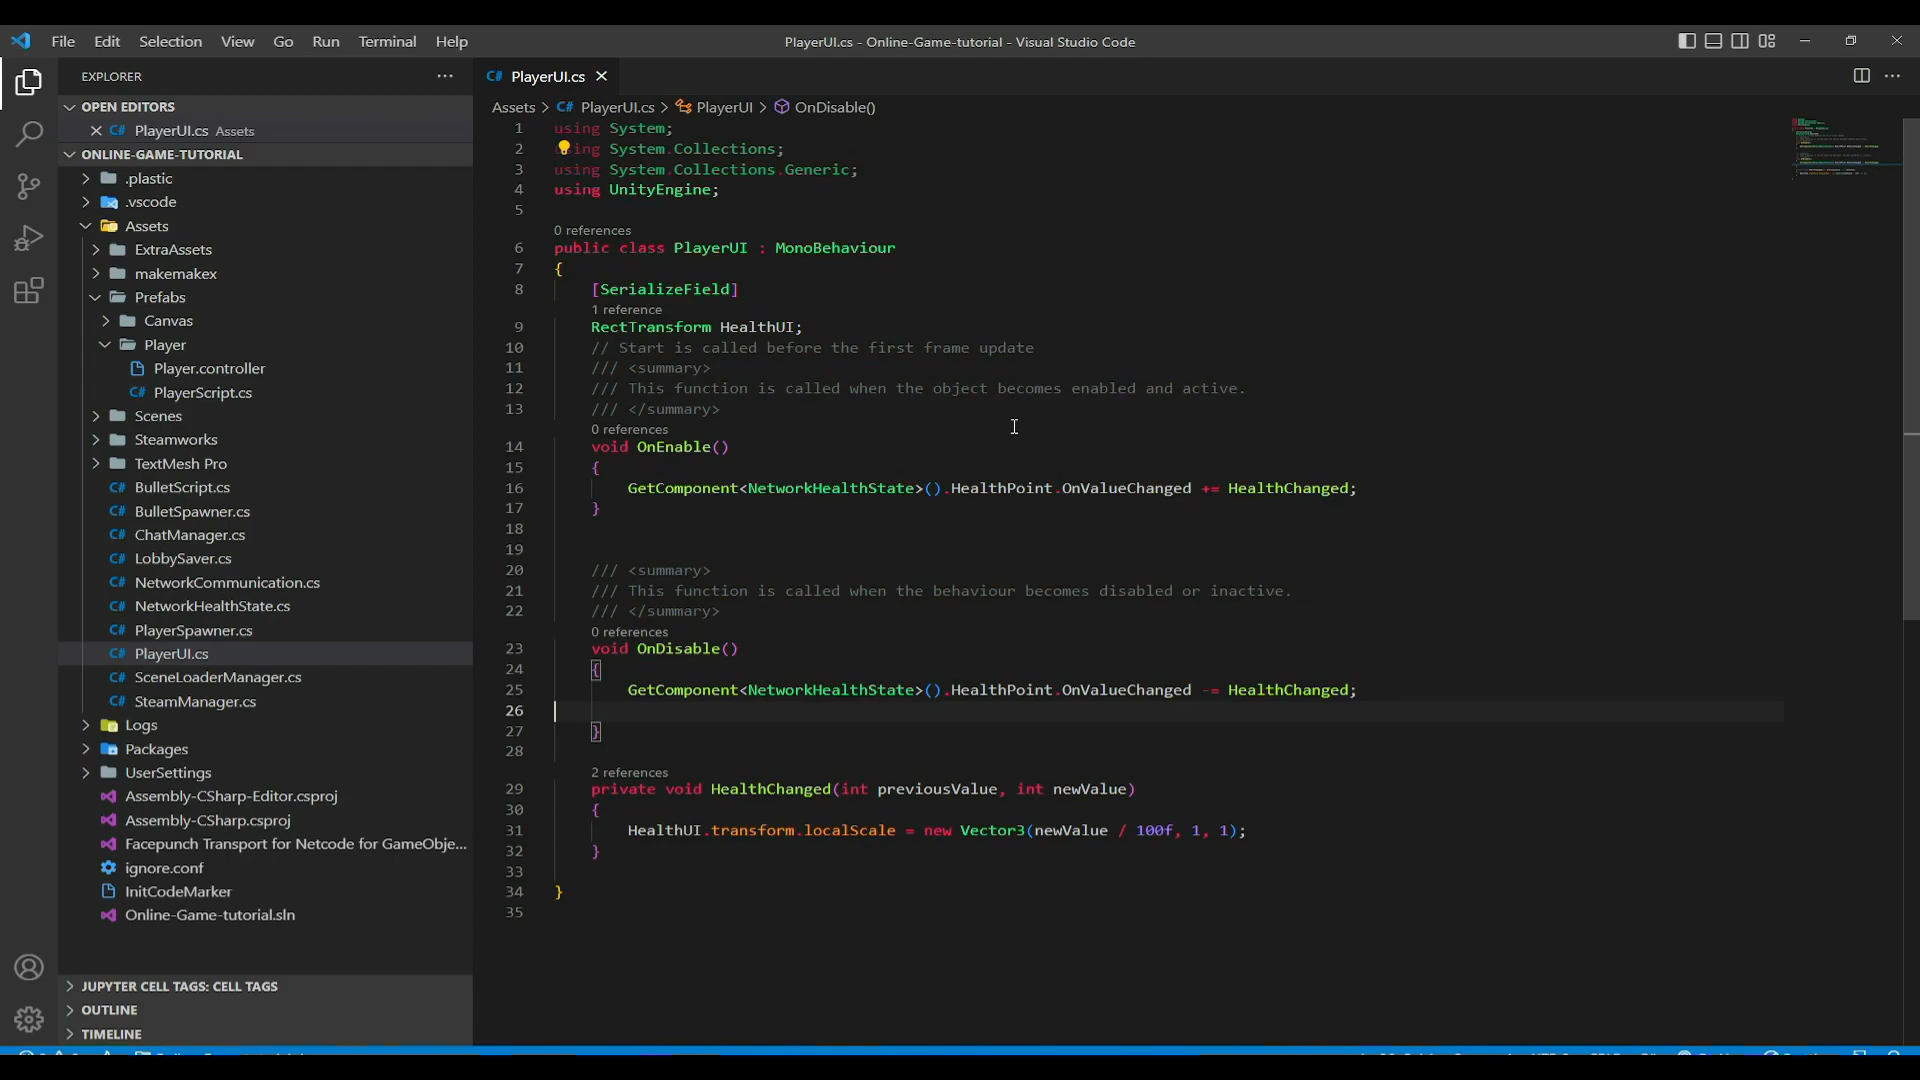 File Edit Selection View Go Run Terminal Help
PlayerUI.cs - Online-Game-tutorial - Visual Studio Code
EXPLORER
OPEN EDITORS
C# PlayerUI.cs Assets
ONLINE-GAME-TUTORIAL
.plastic
.vscode
Assets
ExtraAssets
makemakex
Prefabs
Canvas
Player
Player.controller
C# PlayerScript.cs
Scenes
Steamworks
TextMesh Pro
C# BulletScript.cs
C# BulletSpawner.cs
C# ChatManager.cs
C# LobbySaver.cs
C# NetworkCommunication.cs
C# NetworkHealthState.cs
C# PlayerSpawner.cs
C# PlayerUI.cs
C# SceneLoaderManager.cs
C# SteamManager.cs
Logs
Packages
UserSettings
Assembly-CSharp-Editor.csproj
Assembly-CSharp.csproj
Facepunch Transport for Netcode for GameObje...
ignore.conf
InitCodeMarker
Online-Game-tutorial.sln
JUPYTER CELL TAGS: CELL TAGS
OUTLINE
TIMELINE
C# PlayerUI.cs
Assets > C# PlayerUI.cs > PlayerUI > OnDisable()
1 using System;
2 using System.Collections;
3 using System.Collections.Generic;
4 using UnityEngine;
5
0 references
6 public class PlayerUI : MonoBehaviour
7 {
8 [SerializeField]
1 reference
9 RectTransform HealthUI;
10 // Start is called before the first frame update
11 /// <summary>
12 /// This function is called when the object becomes enabled and active.
13 /// </summary>
0 references
14 void OnEnable()
15 {
16 GetComponent<NetworkHealthState>().HealthPoint.OnValueChanged += HealthChanged;
17 }
18
19
20 /// <summary>
21 /// This function is called when the behaviour becomes disabled or inactive.
22 /// </summary>
0 references
23 void OnDisable()
24 {
25 GetComponent<NetworkHealthState>().HealthPoint.OnValueChanged -= HealthChanged;
26
27 }
28
2 references
29 private void HealthChanged(int previousValue, int newValue)
30 {
31 HealthUI.transform.localScale = new Vector3(newValue / 100f, 1, 1);
32 }
33
34 }
35